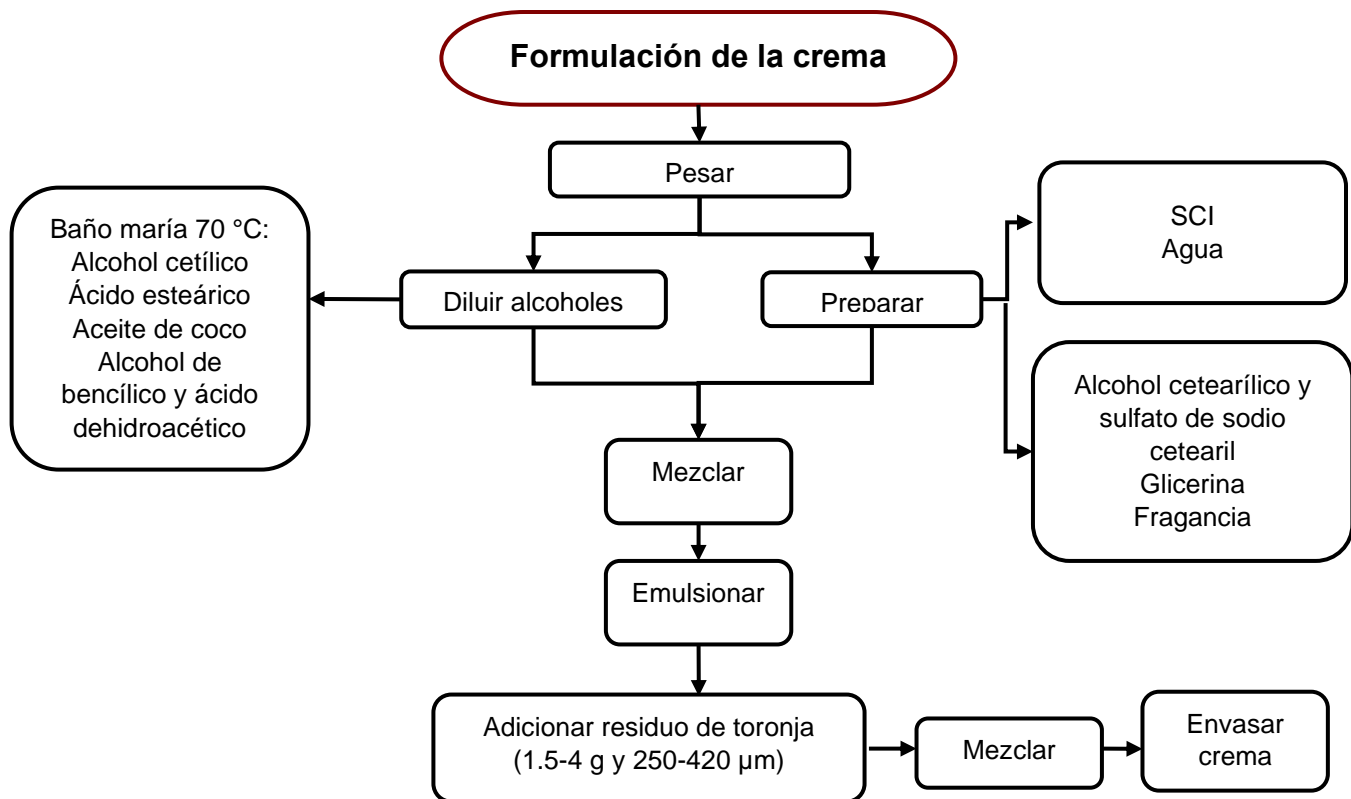 Formulación de la crema
Pesar
Baño maría 70 °C:
Alcohol cetílico
Ácido esteárico
Aceite de coco
Alcohol de
bencílico y ácido
dehidroacético
Diluir alcoholes
Preparar
SCI
Agua
Alcohol cetearílico y
sulfato de sodio
cetearil
Glicerina
Fragancia
Mezclar
Emulsionar
Adicionar residuo de toronja
(1.5-4 g y 250-420 µm)
Mezclar
Envasar
crema